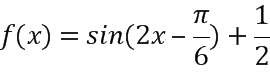 f(x) = sin(2x – π/6) + 1/2